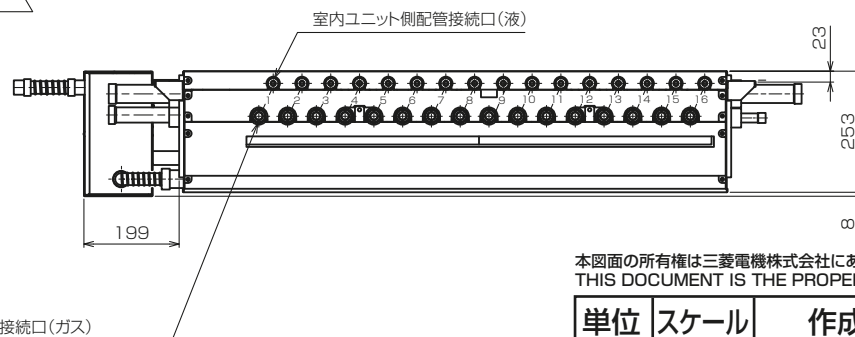 室内ユニット側配管接続口(液)
23
1 2 3 4 5 6 7 8 9 10 11 12 13 14 15 16
253
199
8
本図面の所有権は三菱電機株式会社にあ
THIS DOCUMENT IS THE PROPER
接続口(ガス)
単位 スケール 作成